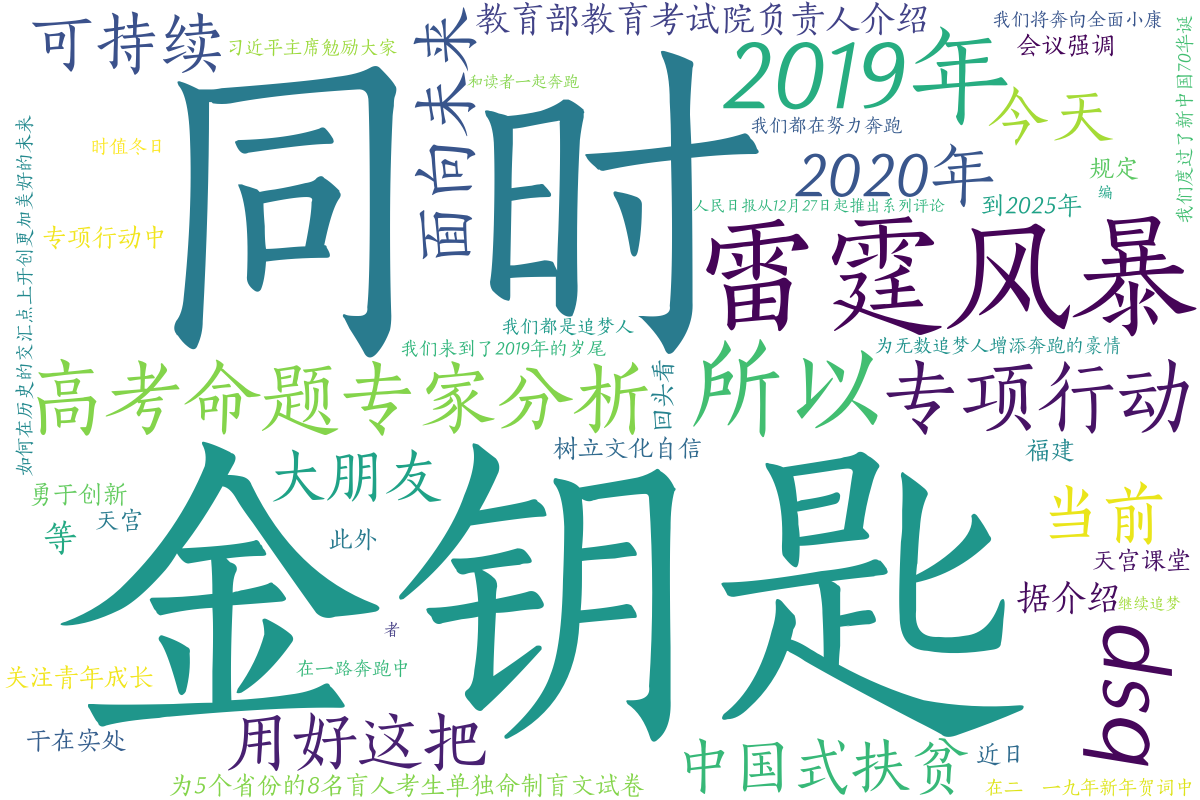 可持续
习近平主席勉励大家
面向未来
教育部教育考试院负责人介绍
我们将奔向全面小康
会议强调
我们度过了新中国70华诞
和读者一起奔跑
2019年
今天
同时
时值冬日
我们都在努力奔跑
2020年
规定
编
人民日报从12月27日起推出系列评论
到2025年
如何在历史的交汇点上开创更加美好的未来
专项行动中
雷霆风暴
我们都是追梦人
我们来到了2019年的岁尾
为无数追梦人增添奔跑的豪情
高考命题专家分析
回头看
所以
专项行动
树立文化自信
福建
大朋友
勇于创新
天宫
等
此外
金钥匙
当前
天宫课堂
据介绍
继续追梦
者
bsp
关注青年成长
在一路奔跑中
干在实处
用好这把
中国式扶贫
近日
为5个省份的8名盲人考生单独命制盲文试卷
在二 一九年新年贺词中